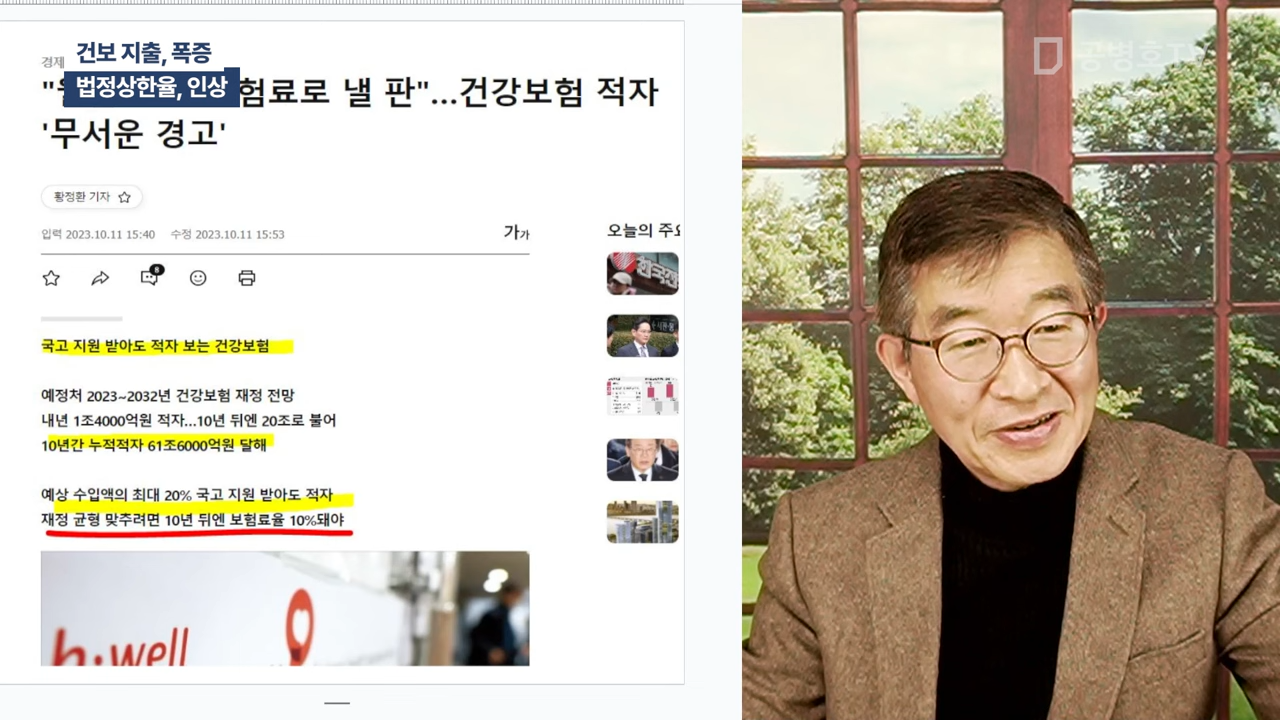 건보 지출, 폭증
법정상한율, 인상
경제
험료로 낼 판"...건강보험 적자
'무서운 경고'
황정환 기자
입력 2023.10.11 15:40 수정 2023.10.11 15:53
가가
8
오늘의 주요
국고 지원 받아도 적자 보는 건강보험
예정처 2023~2032년 건강보험 재정 전망
내년 1조4000억원 적자...10년 뒤엔 20조로 불어
10년간 누적적자 61조6000억원 달해
예상 수입액의 최대 20% 국고 지원 받아도 적자
재정 균형 맞추려면 10년 뒤엔 보험료율 10%돼야
h·well
공병호TV